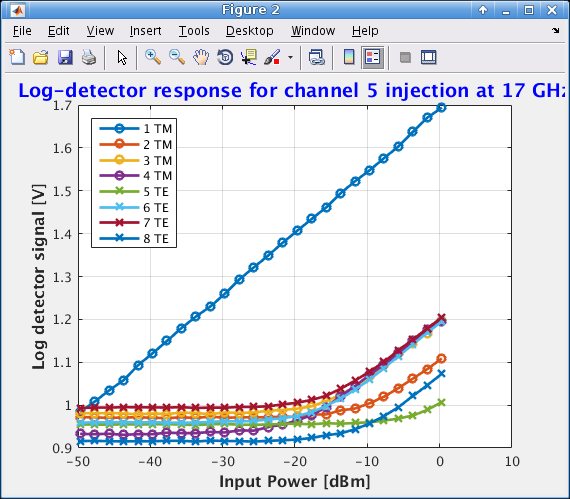 Figure 2
File Edit View Insert Tools Desktop Window Help
Log-detector response for channel 5 injection at 17 GHz
1.7
1.6
1.5
1.4
1.3
1.2
1.1
1
0.9
Log detector signal [V]
1 TM
2 TM
3 TM
4 TM
5 TE
6 TE
7 TE
8 TE
-50 -40 -30 -20 -10 0 10
Input Power [dBm]